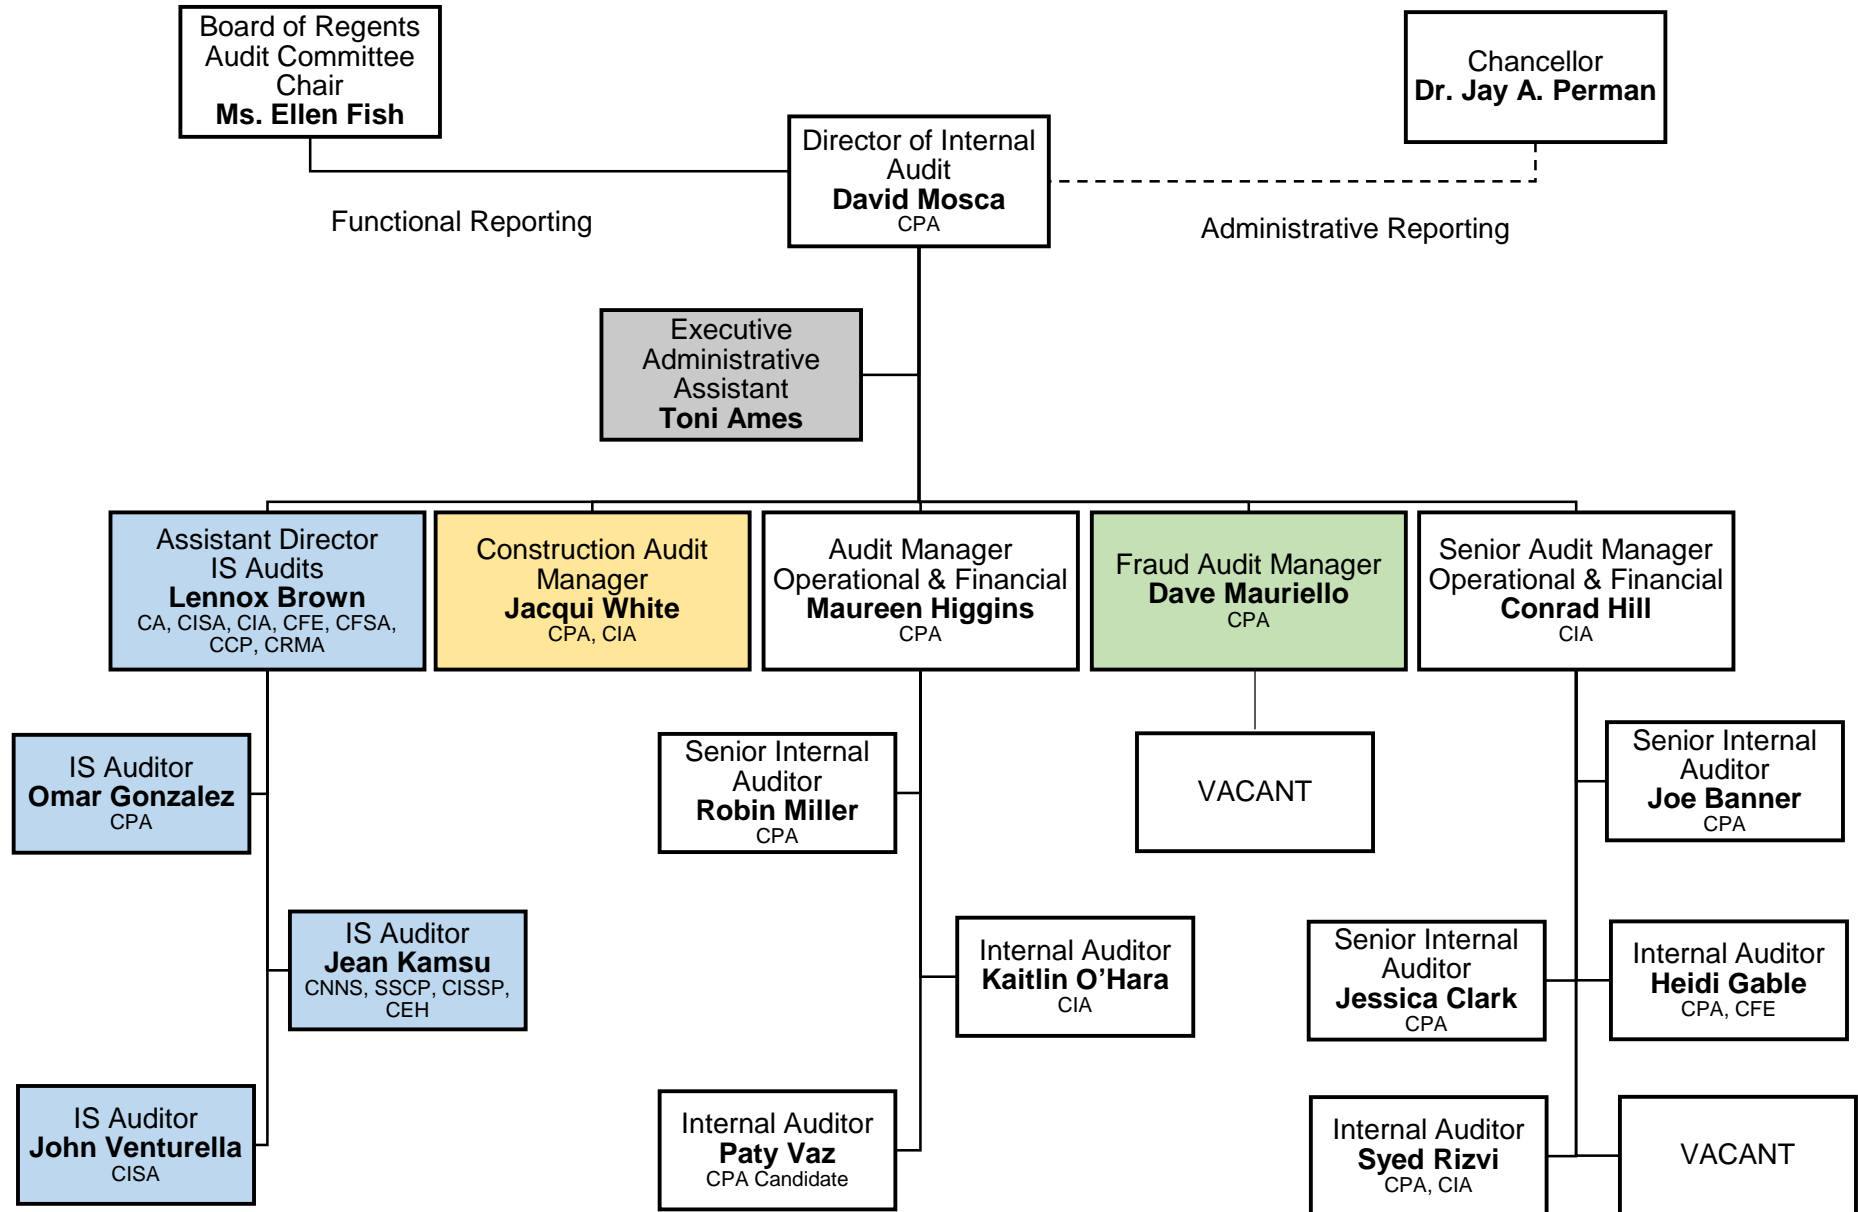 Board of Regents
Audit Committee
Chair
Ms. Ellen Fish
Chancellor
Dr. Jay A. Perman
Director of Internal
Audit
David Mosca
CPA
Functional Reporting
Administrative Reporting
Executive
Administrative
Assistant
Toni Ames
Assistant Director
IS Audits
Lennox Brown
CA, CISA, CIA, CFE, CFSA,
CCP, CRMA
Construction Audit
Manager
Jacqui White
CPA, CIA
Audit Manager
Operational & Financial
Maureen Higgins
CPA
Fraud Audit Manager
Dave Mauriello
CPA
Senior Audit Manager
Operational & Financial
Conrad Hill
CIA
IS Auditor
Omar Gonzalez
CPA
Senior Internal
Auditor
Robin Miller
CPA
VACANT
Senior Internal
Auditor
Joe Banner
CPA
IS Auditor
Jean Kamsu
CNNS, SSCP, CISSP,
CEH
Internal Auditor
Kaitlin O’Hara
CIA
Senior Internal
Auditor
Jessica Clark
CPA
Internal Auditor
Heidi Gable
CPA, CFE
IS Auditor
John Venturella
CISA
Internal Auditor
Paty Vaz
CPA Candidate
Internal Auditor
Syed Rizvi
CPA, CIA
VACANT